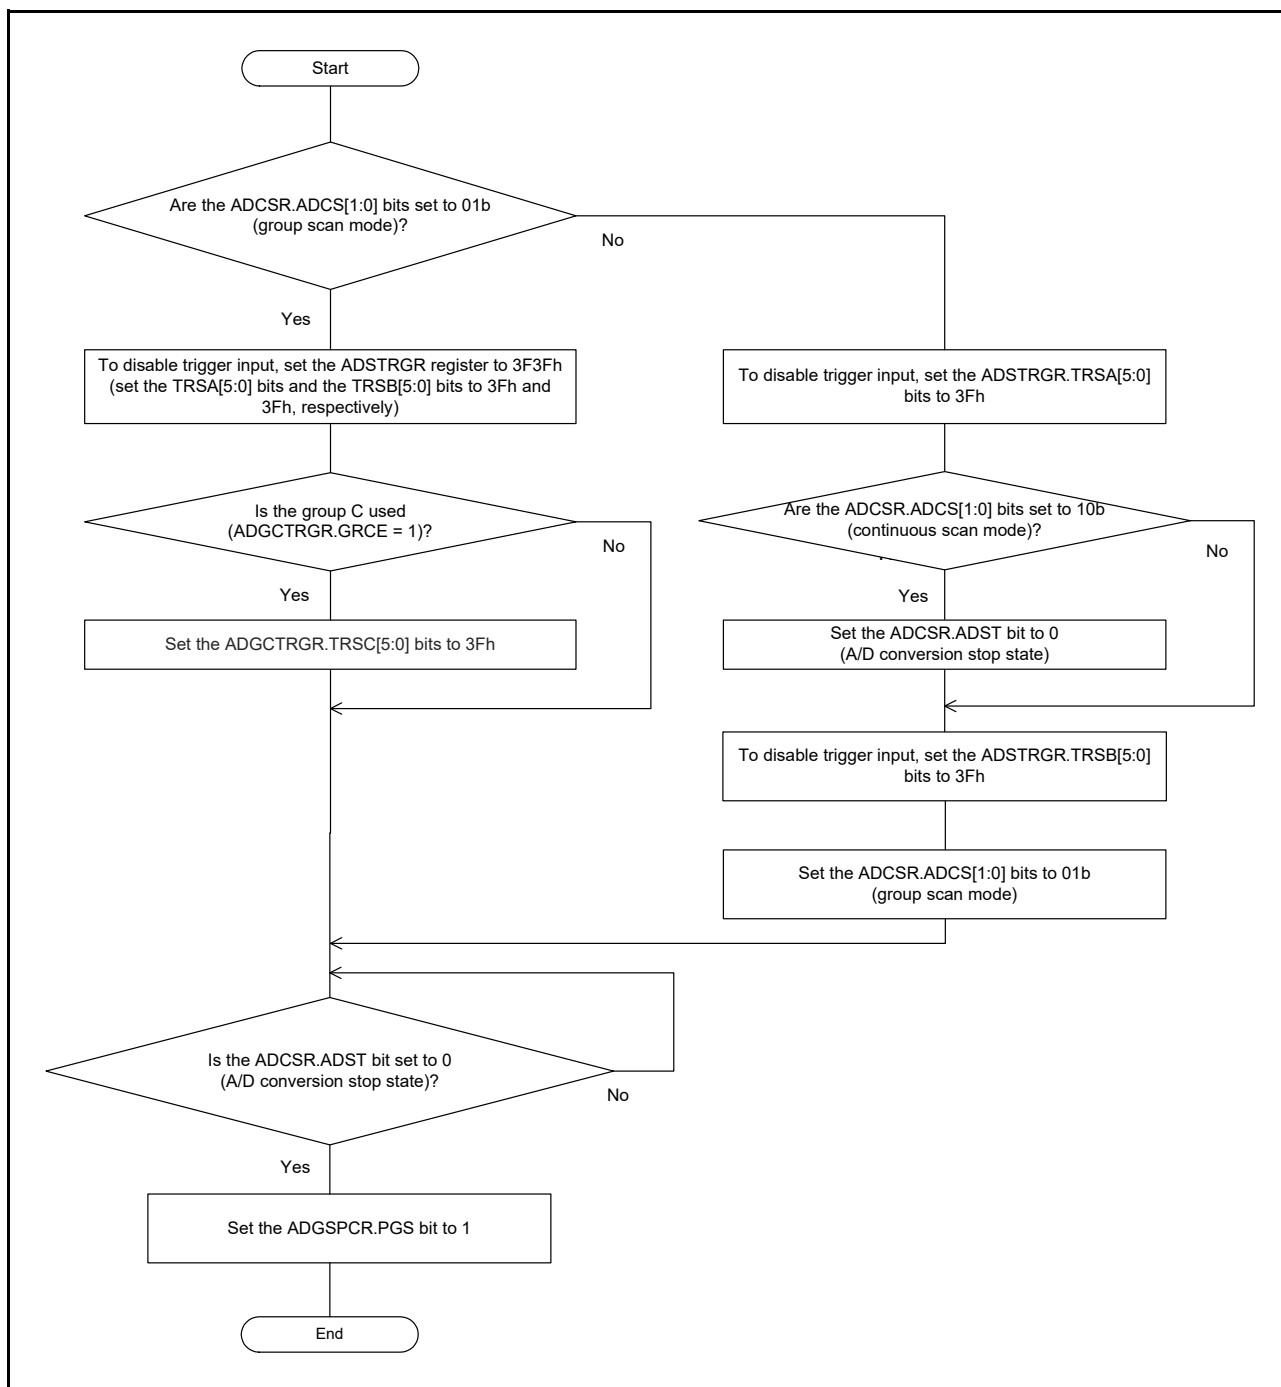 Start
Are the ADCSR.ADCS[1:0] bits set to 01b
(group scan mode)?
No
Yes
To disable trigger input, set the ADSTRGR register to 3F3Fh
(set the TRSA[5:0] bits and the TRSB[5:0] bits to 3Fh and
3Fh, respectively)
To disable trigger input, set the ADSTRGR.TRSA[5:0]
bits to 3Fh
Is the group C used
(ADGCTRGR.GRCE = 1)?
No
Yes
Set the ADGCTRGR.TRSC[5:0] bits to 3Fh
Are the ADCSR.ADCS[1:0] bits set to 10b
(continuous scan mode)?
No
Yes
Set the ADCSR.ADST bit to 0
(A/D conversion stop state)
To disable trigger input, set the ADSTRGR.TRSB[5:0]
bits to 3Fh
Set the ADCSR.ADCS[1:0] bits to 01b
(group scan mode)
Is the ADCSR.ADST bit set to 0
(A/D conversion stop state)?
No
Yes
Set the ADGSPCR.PGS bit to 1
End